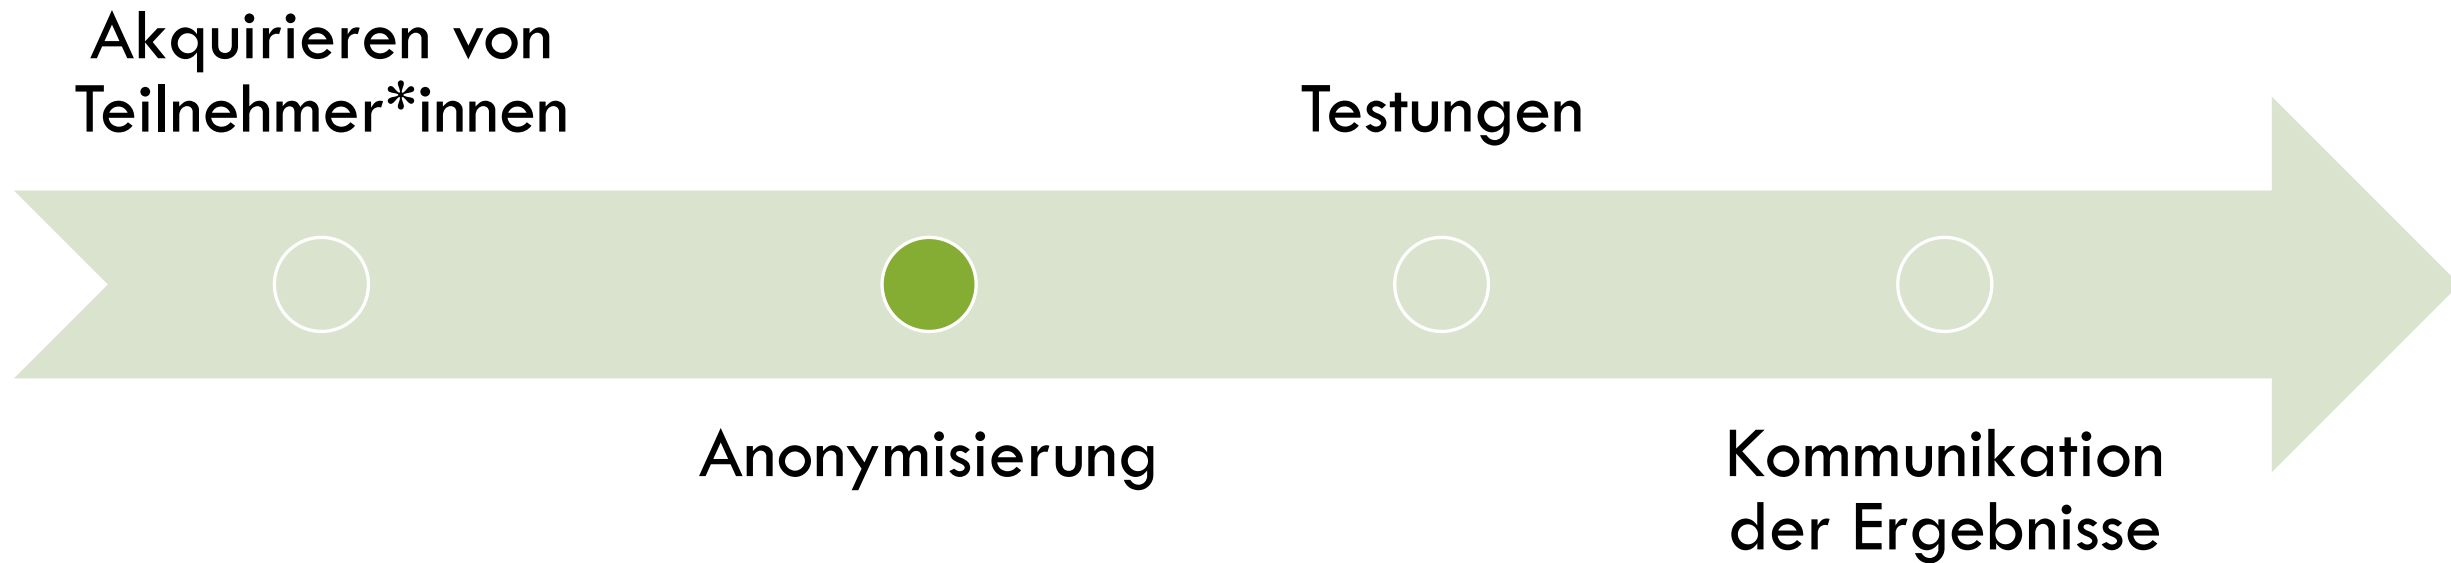 Akquirieren von
Teilnehmer*innen
Anonymisierung
Testungen
Kommunikation
der Ergebnisse